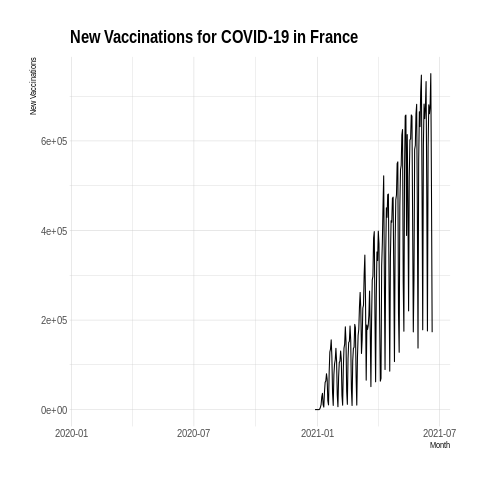 New Vaccinations for COVID-19 in France
New Vaccinations
6e+05
4e+05
2e+05
0e+00
2020-01 2020-07 2021-01 2021-07
Month